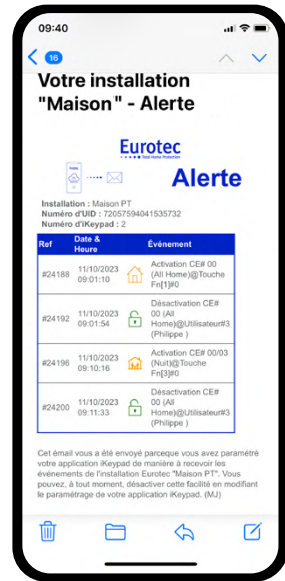 09:40
16
Votre installation
"Maison" - Alerte
Eurotec
Total Home Protection
Alerte
Installation : Maison PT
Numéro d'UID : 72057594041535732
Numéro d'iKeypad : 2
Ref Date & Heure Événement
#24188 11/10/2023 09:01:10 Activation CE# 00 (All Home)@Touche Fn[1]#0
#24192 11/10/2023 09:01:54 Désactivation CE# 00 (All Home)@Utilisateur#3 (Philippe )
#24196 11/10/2023 09:10:16 Activation CE# 00/03 (Nuit)@Touche Fn[3]#0
#24200 11/10/2023 09:11:33 Désactivation CE# 00 (All Home)@Utilisateur#3 (Philippe )
Cet émail vous a été envoyé parceque vous avez paramétré
votre application iKeypad de manière à recevoir les
événements de l'installation Eurotec "Maison PT". Vous
pouvez, à tout moment, désactiver cette facilité en modifiant
le paramétrage de votre application iKeypad. (MJ)